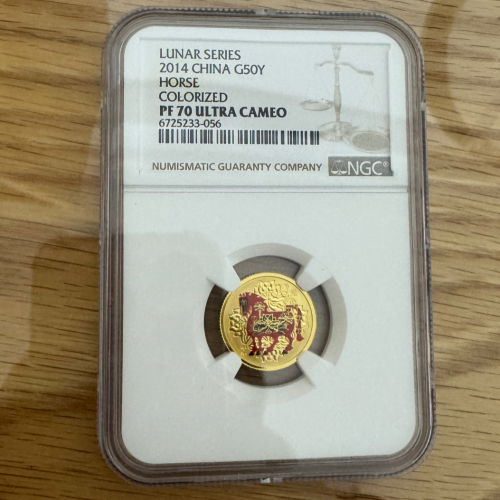 LUNAR SERIES
2014 CHINA G50Y
HORSE
COLORIZED
PF 70 ULTRA CAMEO
6725233-056
NUMISMATIC GUARANTY COMPANY NGC®